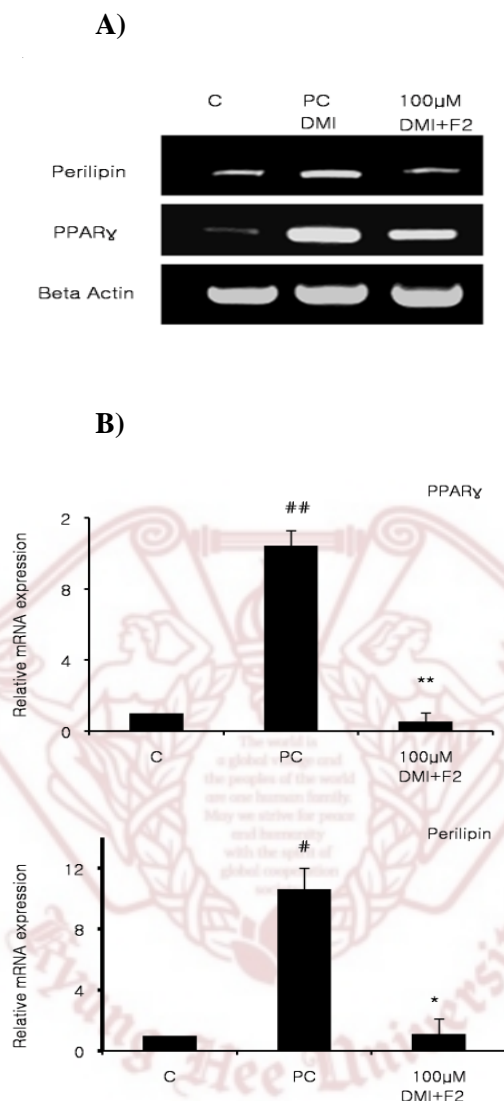 A)
C PC 100μM
DMI DMI+F2
Perilipin
PPARɣ
Beta Actin
B)
##
PPARɣ
2
8
4
0
**
Relative mRNA expression
C PC 100μM
DMI+F2
The world is
a global village and
the peoples of the world
are one human family.
May we strive for peace
and humanity
with the spirit of
global cooperation
#
Perilipin
12
8
4
0
*
Relative mRNA expression
C PC 100μM
DMI+F2
Kyung Hee University